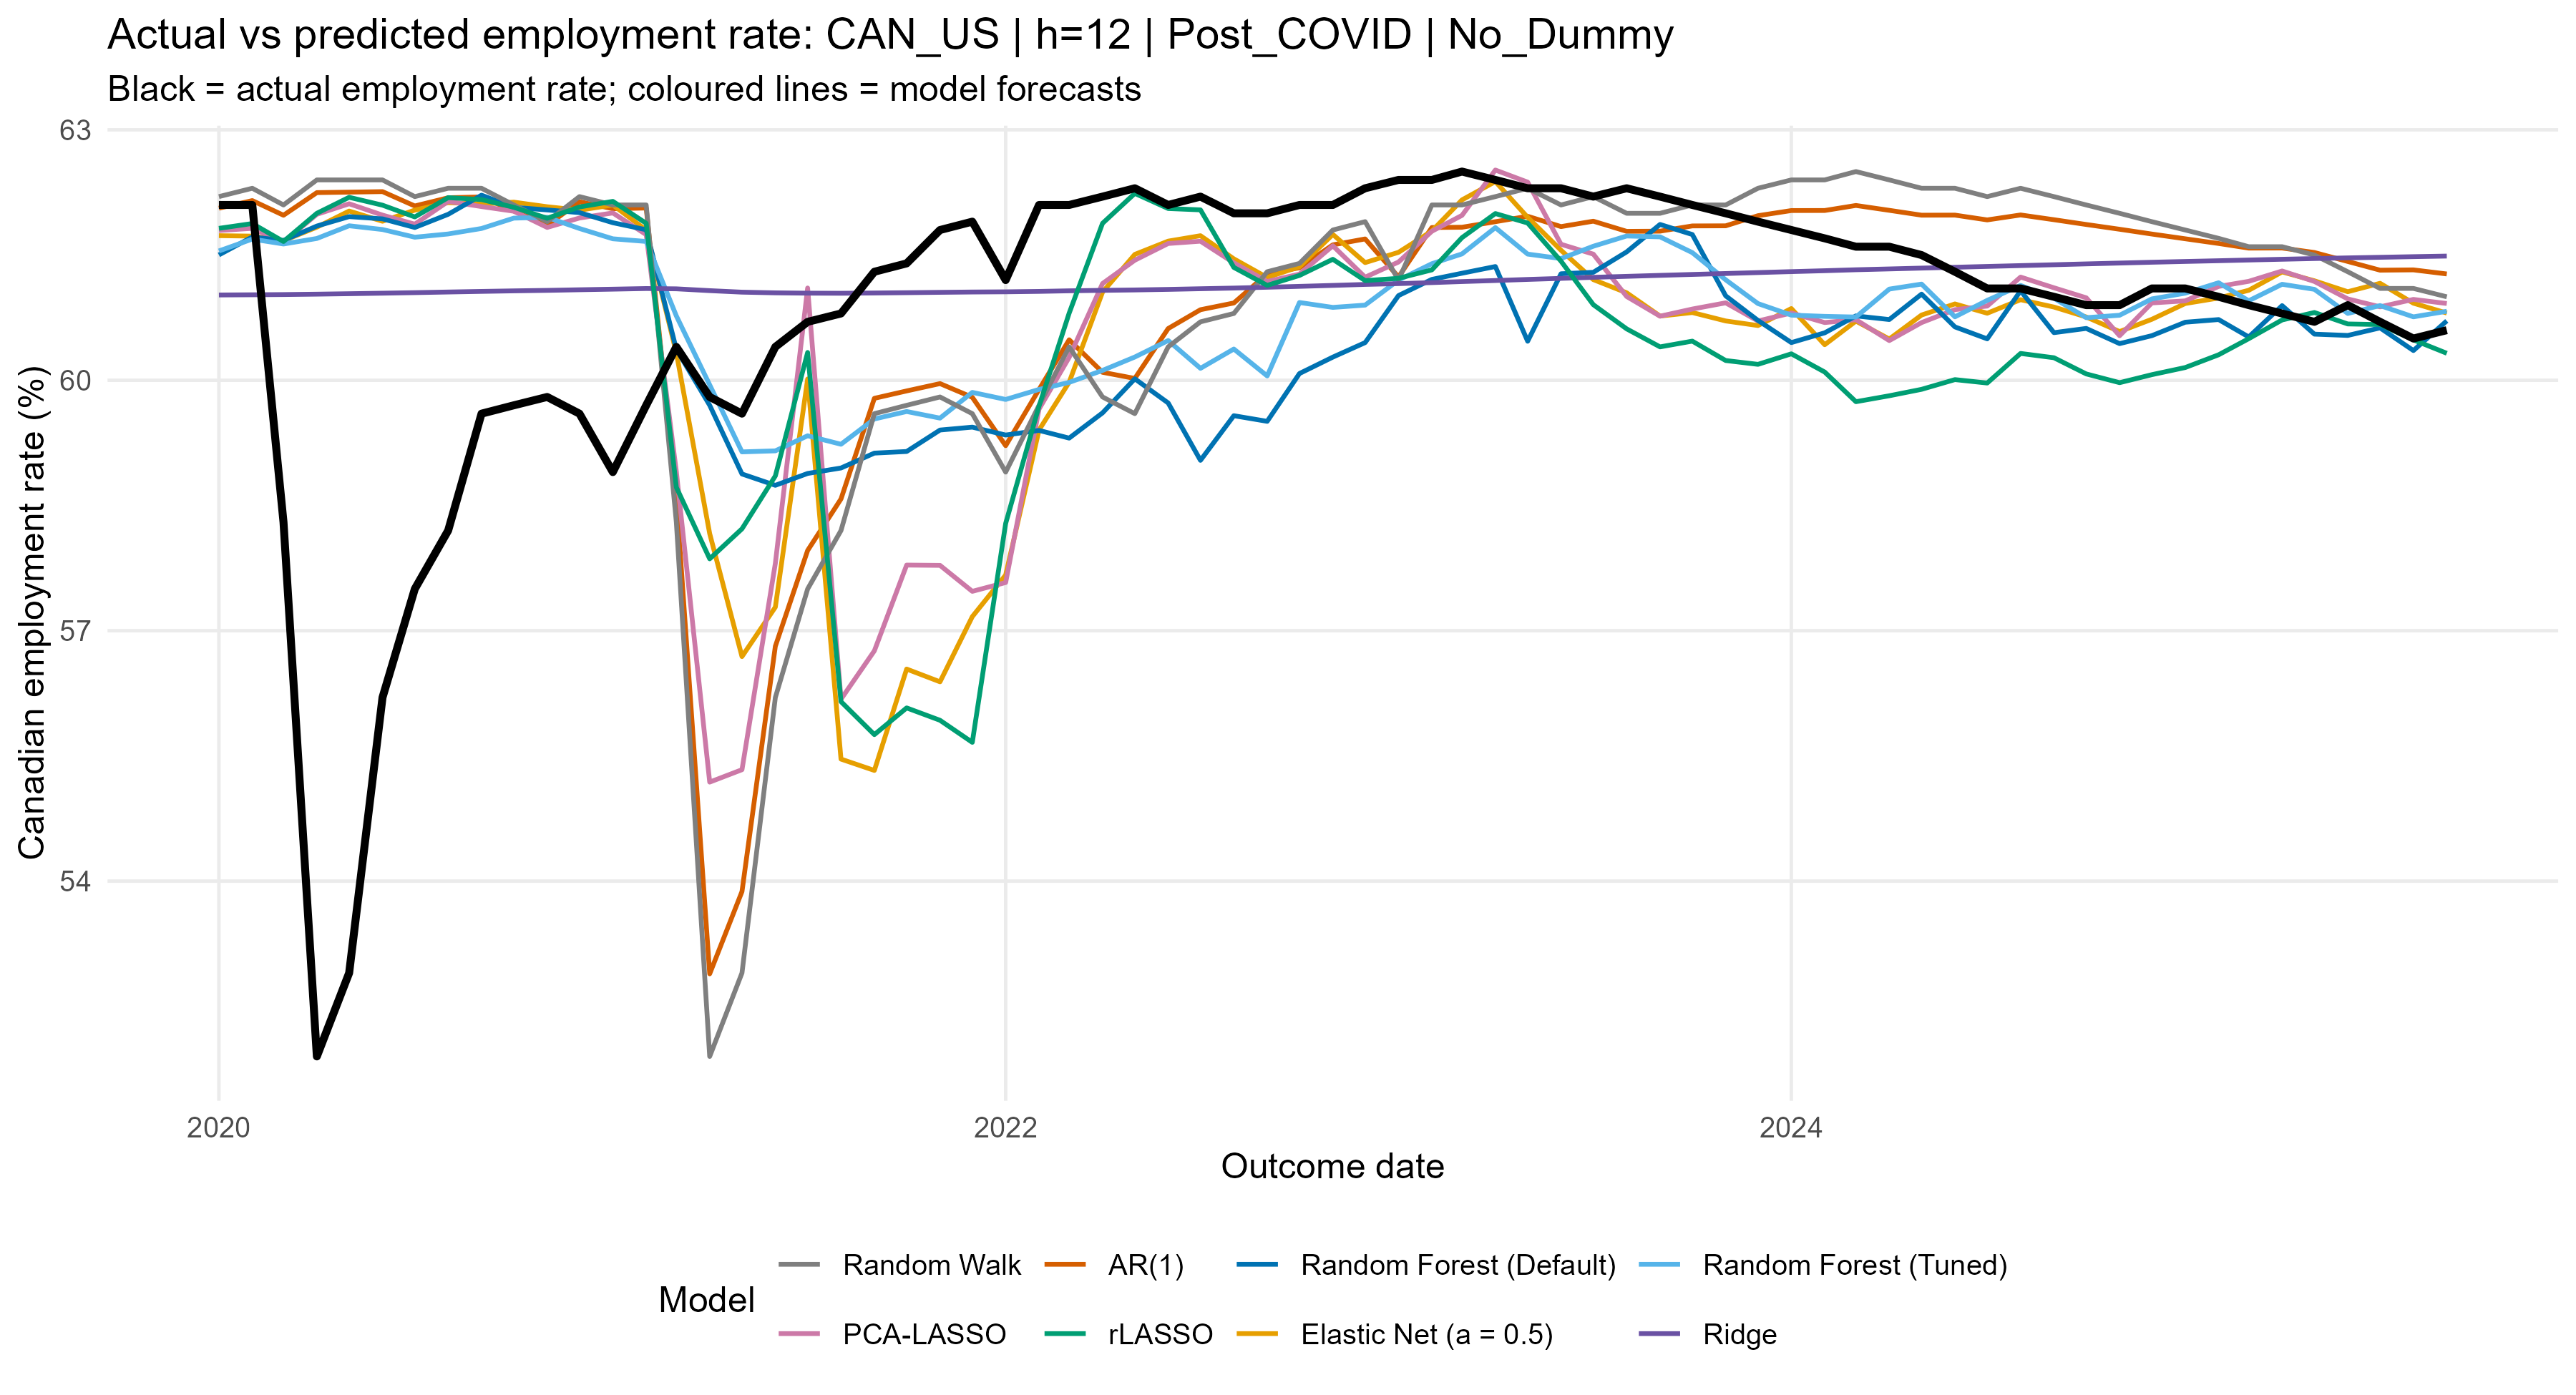 Actual vs predicted employment rate: CAN_US | h=12 | Post_COVID | No_Dummy
Black = actual employment rate; coloured lines = model forecasts
Canadian employment rate (%)
63
60
57
54
2020 2022 2024
Outcome date
Model
Random Walk AR(1) Random Forest (Default) Random Forest (Tuned)
PCA-LASSO rLASSO Elastic Net (a = 0.5) Ridge